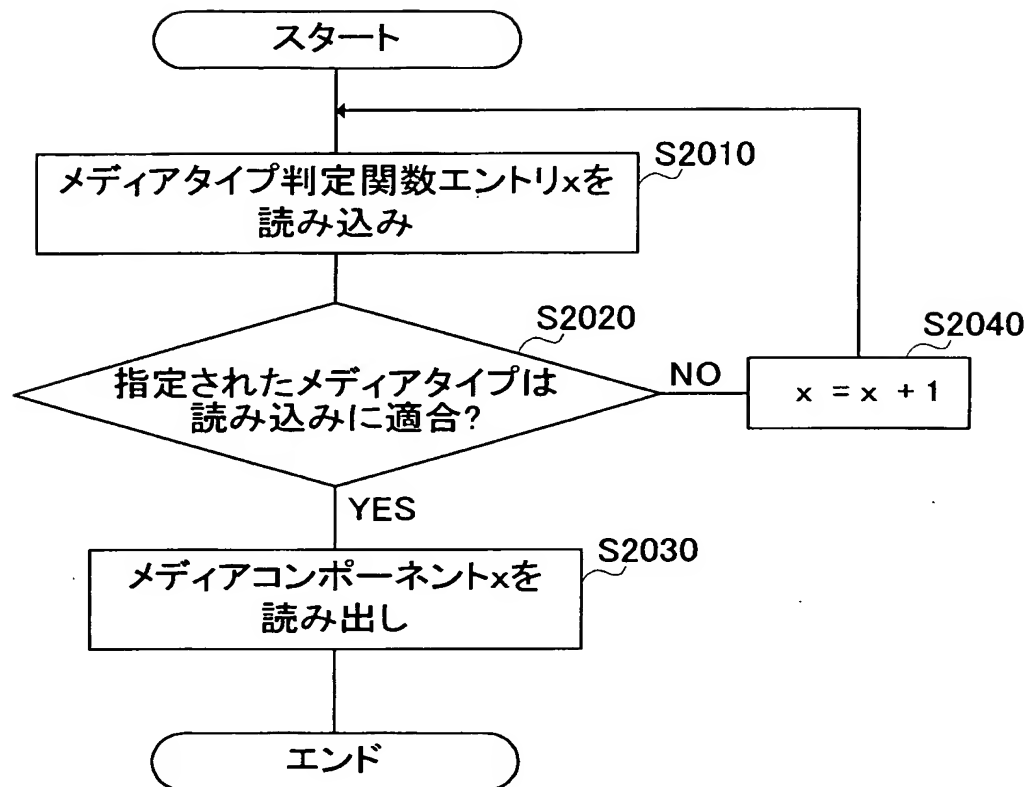 スタート
メディアタイプ判定関数エントリxを
読み込み
S2010
指定されたメディアタイプは
読み込みに適合?
S2020
NO
x = x + 1
S2040
YES
メディアコンポーネントxを
読み出し
S2030
エンド